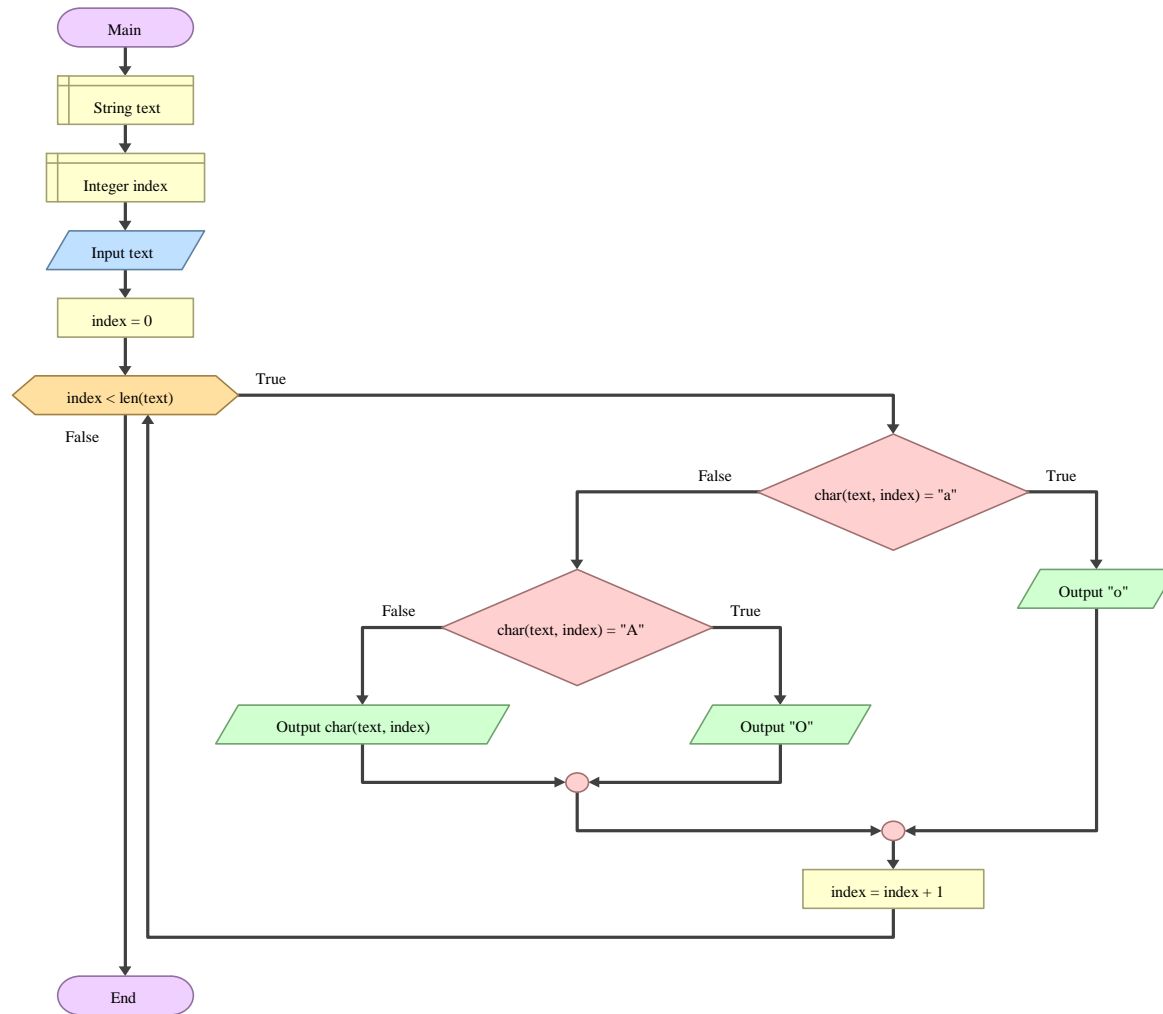 Main
String text
Integer index
Input text
index = 0
index < len(text)
True
False
char(text, index) = "a"
False
True
Output "o"
char(text, index) = "A"
False
True
Output char(text, index)
Output "O"
index = index + 1
End